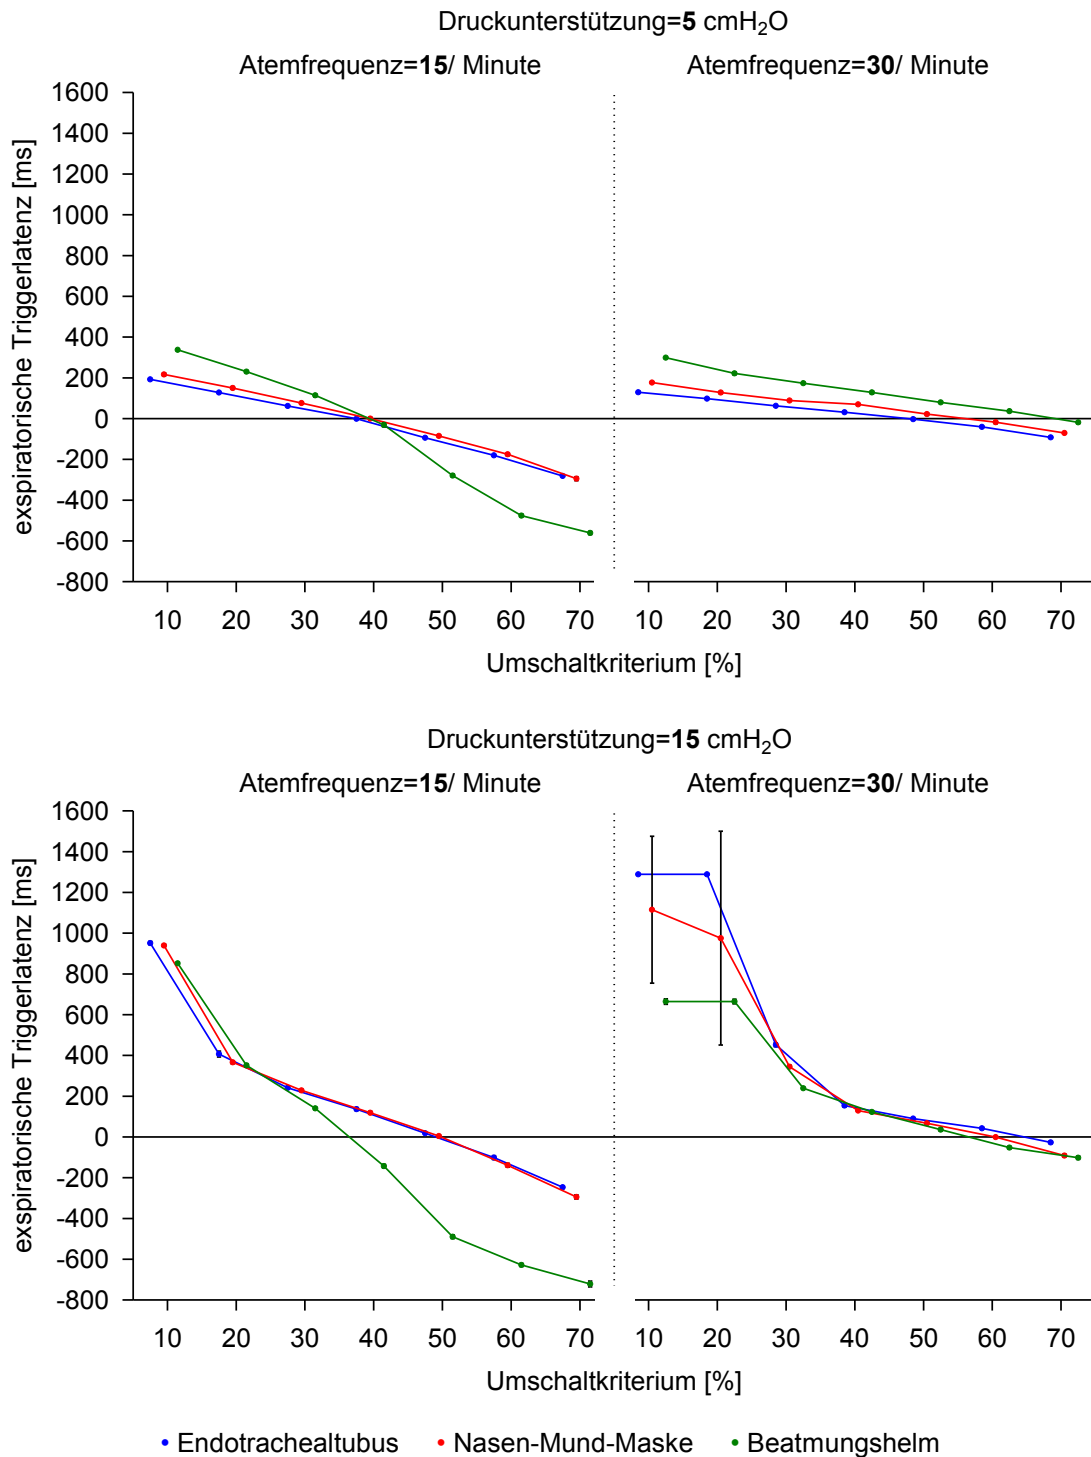 Druckunterstützung=5 cmH₂O
Atemfrequenz=15/ Minute
Atemfrequenz=30/ Minute
exspiratorische Triggerlatenz [ms]
1600
1400
1200
1000
800
600
400
200
0
-200
-400
-600
-800
10 20 30 40 50 60 70
10 20 30 40 50 60 70
Umschaltkriterium [%]
Druckunterstützung=15 cmH₂O
Atemfrequenz=15/ Minute
Atemfrequenz=30/ Minute
exspiratorische Triggerlatenz [ms]
1600
1400
1200
1000
800
600
400
200
0
-200
-400
-600
-800
10 20 30 40 50 60 70
10 20 30 40 50 60 70
Umschaltkriterium [%]
Endotrachealtubus Nasen-Mund-Maske Beatmungshelm